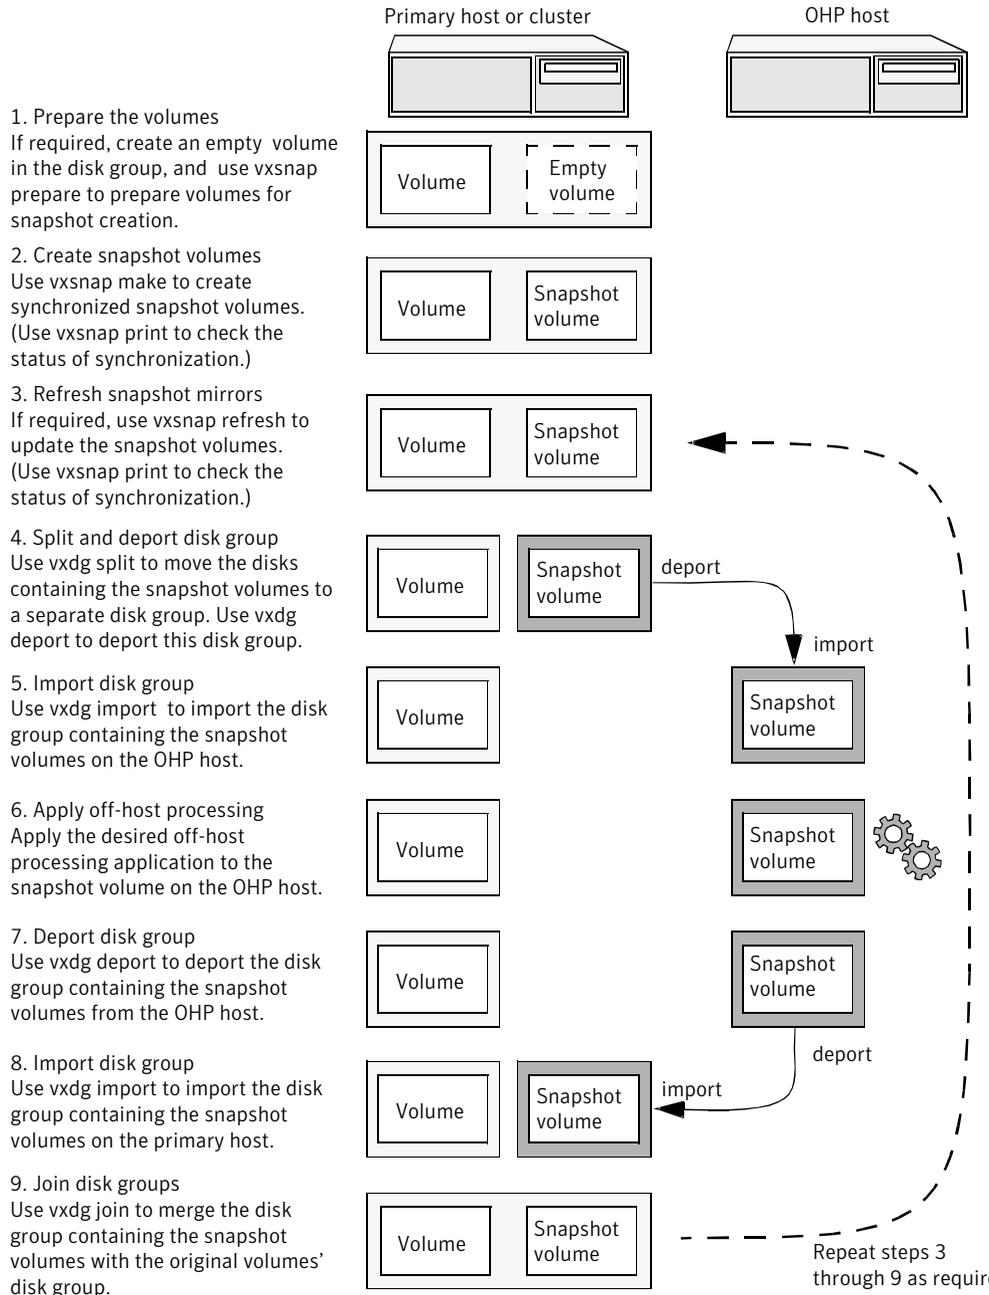 Primary host or cluster
OHP host
1. Prepare the volumes
If required, create an empty volume
in the disk group, and use vxsnap
prepare to prepare volumes for
snapshot creation.
Volume
Empty
volume
2. Create snapshot volumes
Use vxsnap make to create
synchronized snapshot volumes.
(Use vxsnap print to check the
status of synchronization.)
Volume
Snapshot
volume
3. Refresh snapshot mirrors
If required, use vxsnap refresh to
update the snapshot volumes.
(Use vxsnap print to check the
status of synchronization.)
Volume
Snapshot
volume
4. Split and deport disk group
Use vxdg split to move the disks
containing the snapshot volumes to
a separate disk group. Use vxdg
deport to deport this disk group.
Volume
Snapshot
volume
deport
import
5. Import disk group
Use vxdg import to import the disk
group containing the snapshot
volumes on the OHP host.
Volume
Snapshot
volume
6. Apply off-host processing
Apply the desired off-host
processing application to the
snapshot volume on the OHP host.
Volume
Snapshot
volume
7. Deport disk group
Use vxdg deport to deport the disk
group containing the snapshot
volumes from the OHP host.
Volume
Snapshot
volume
deport
8. Import disk group
Use vxdg import to import the disk
group containing the snapshot
volumes on the primary host.
Volume
Snapshot
volume
import
9. Join disk groups
Use vxdg join to merge the disk
group containing the snapshot
volumes with the original volumes'
disk group.
Volume
Snapshot
volume
Repeat steps 3
through 9 as